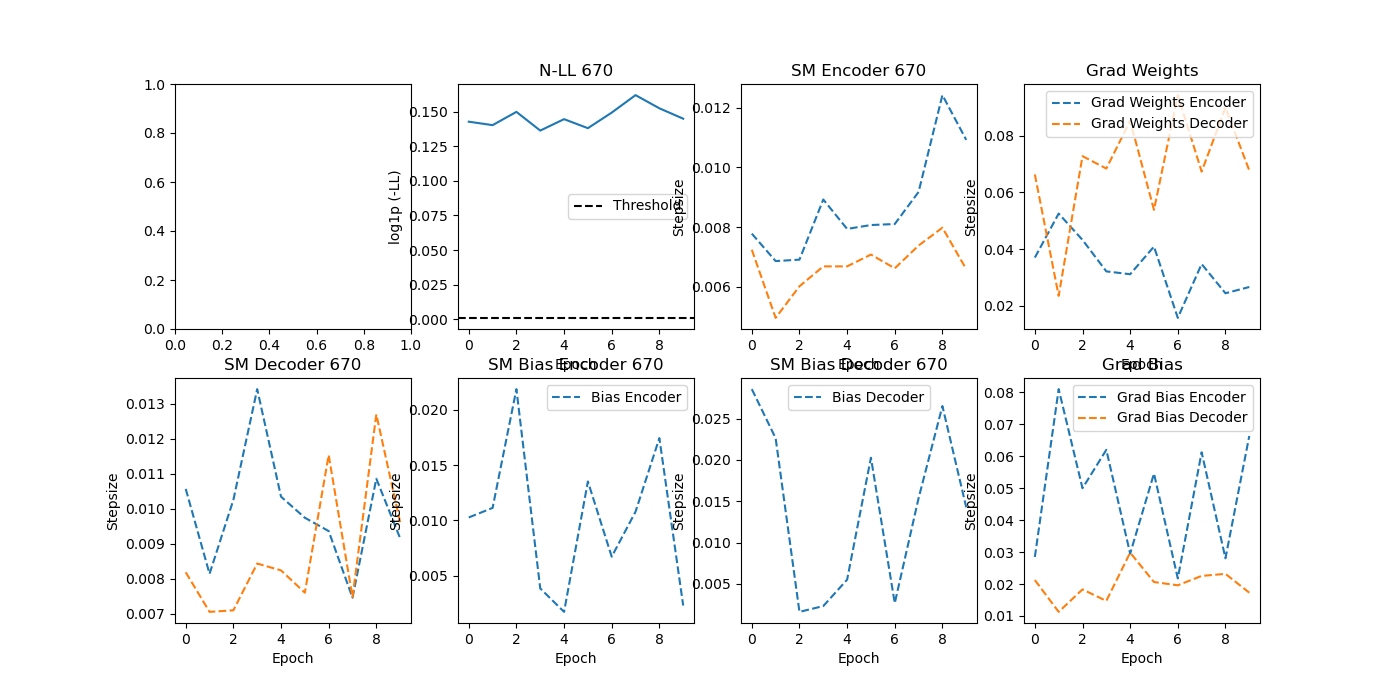 N-LL 670
SM Encoder 670
Grad Weights
1.0
0.8
0.6
0.4
0.2
0.0
0.0 0.2 0.4 0.6 0.8 1.0
log1p (-LL)
0.150
0.125
0.100
0.075
0.050
0.025
0.000
Threshold
0 2 4 6 8
Epoch
Stepsize
0.012
0.010
0.008
0.006
0 2 4 6 8
Epoch
Stepsize
0.08
0.06
0.04
0.02
Grad Weights Encoder
Grad Weights Decoder
0 2 4 6 8
Epoch
SM Decoder 670
SM Bias Encoder 670
SM Bias Decoder 670
Grad Bias
Stepsize
0.013
0.012
0.011
0.010
0.009
0.008
0.007
0 2 4 6 8
Epoch
Stepsize
0.020
0.015
0.010
0.005
Bias Encoder
0 2 4 6 8
Epoch
Stepsize
0.025
0.020
0.015
0.010
0.005
Bias Decoder
0 2 4 6 8
Epoch
Stepsize
0.08
0.07
0.06
0.05
0.04
0.03
0.02
0.01
Grad Bias Encoder
Grad Bias Decoder
0 2 4 6 8
Epoch